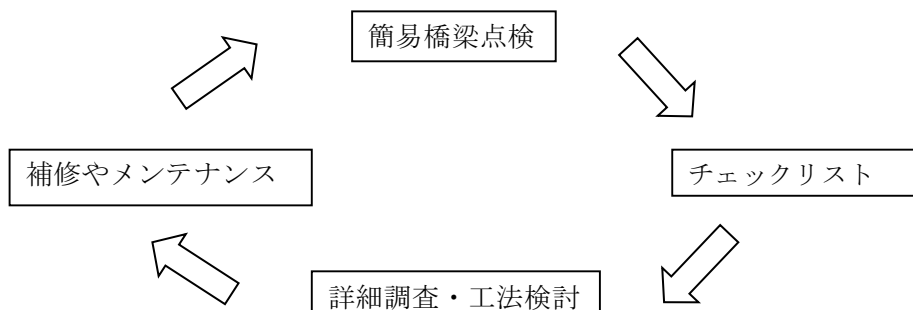 簡易橋梁点検
補修やメンテナンス
チェックリスト
詳細調査・工法検討